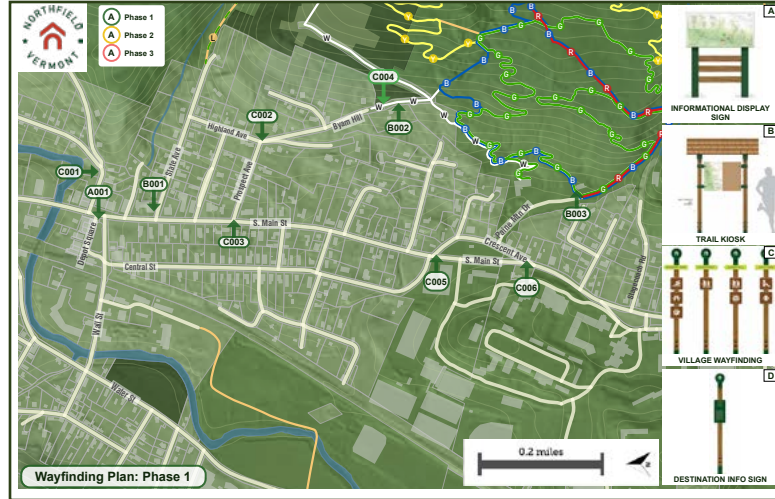 NORTHFIELD
VERMONT
A Phase 1
A Phase 2
A Phase 3
L
W
C004
C002
B002
Highland Ave
Byam Hill
Slate Ave
Prospect Ave
C001
A001
B001
C003
S. Main St
Depot Square
Central St
Paine Mtn Dr
B003
Crescent Ave
S. Main St
C005
C006
Stagecoach Rd
Wall St
Water St
0.2 miles
N
Wayfinding Plan: Phase 1
A
INFORMATIONAL DISPLAY
SIGN
B
TRAIL KIOSK
C
VILLAGE WAYFINDING
D
DESTINATION INFO SIGN